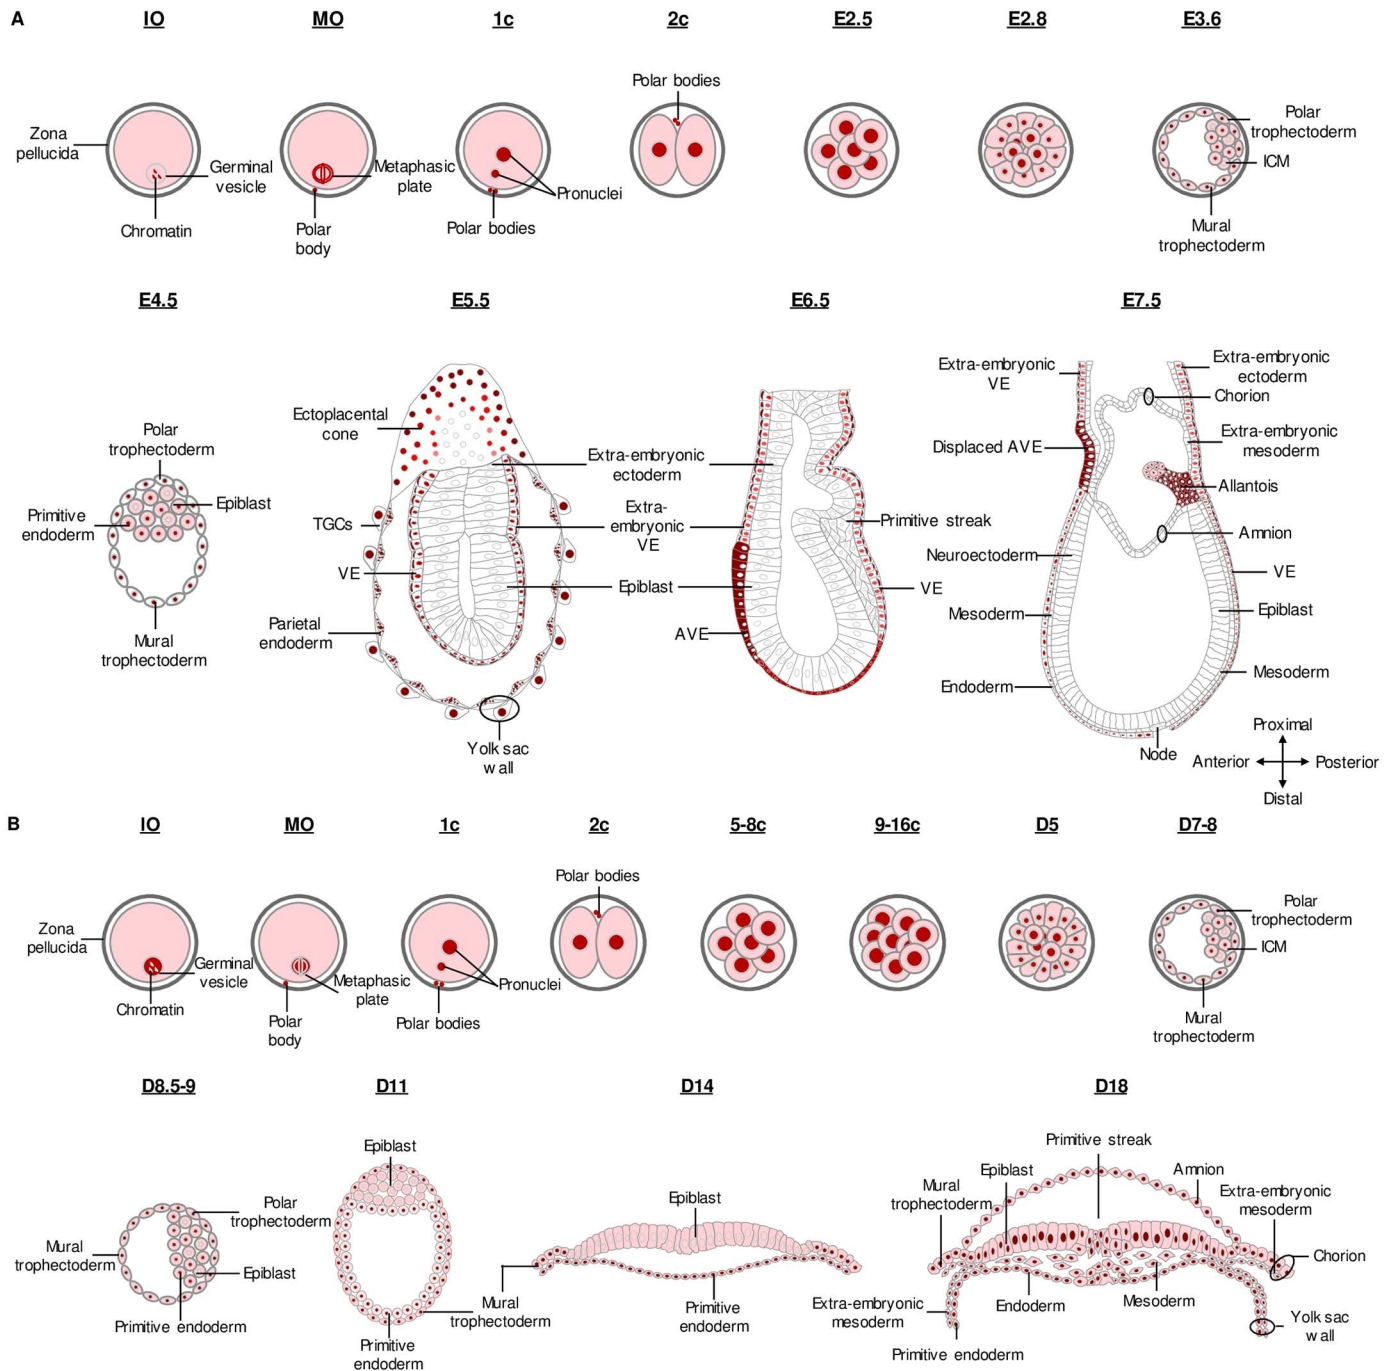 A
IO
MO
1c
2c
E2.5
E2.8
E3.6
Zona
pellucida
Germinal
vesicle
Chromatin
Metaphasic
plate
Polar
body
Pronuclei
Polar bodies
Polar bodies
Polar
trophectoderm
ICM
Mural
trophectoderm
E4.5
E5.5
E6.5
E7.5
Polar
trophectoderm
Epiblast
Primitive
endoderm
Mural
trophectoderm
Ectoplacental
cone
TGCs
VE
Parietal
endoderm
Yolk sac
wall
Extra-embryonic
ectoderm
Extra-
embryonic
VE
Epiblast
AVE
Primitive streak
VE
Extra-embryonic
VE
Displaced AVE
Neuroectoderm
Mesoderm
Endoderm
Extra-embryonic
ectoderm
Chorion
Extra-embryonic
mesoderm
Allantois
Amnion
VE
Epiblast
Mesoderm
Node
Proximal
Anterior
Posterior
Distal
B
IO
MO
1c
2c
5-8c
9-16c
D5
D7-8
Zona
pellucida
Germinal
vesicle
Chromatin
Metaphasic
plate
Polar
body
Pronuclei
Polar bodies
Polar bodies
Polar
trophectoderm
ICM
Mural
trophectoderm
D8.5-9
D11
D14
D18
Mural
trophectoderm
Polar
trophectoderm
Epiblast
Primitive endoderm
Epiblast
Mural
trophectoderm
Primitive
endoderm
Epiblast
Primitive
endoderm
Primitive streak
Epiblast
Mural
trophectoderm
Amnion
Extra-embryonic
mesoderm
Chorion
Yolk sac
wall
Mesoderm
Endoderm
Extra-embryonic
mesoderm
Primitive endoderm